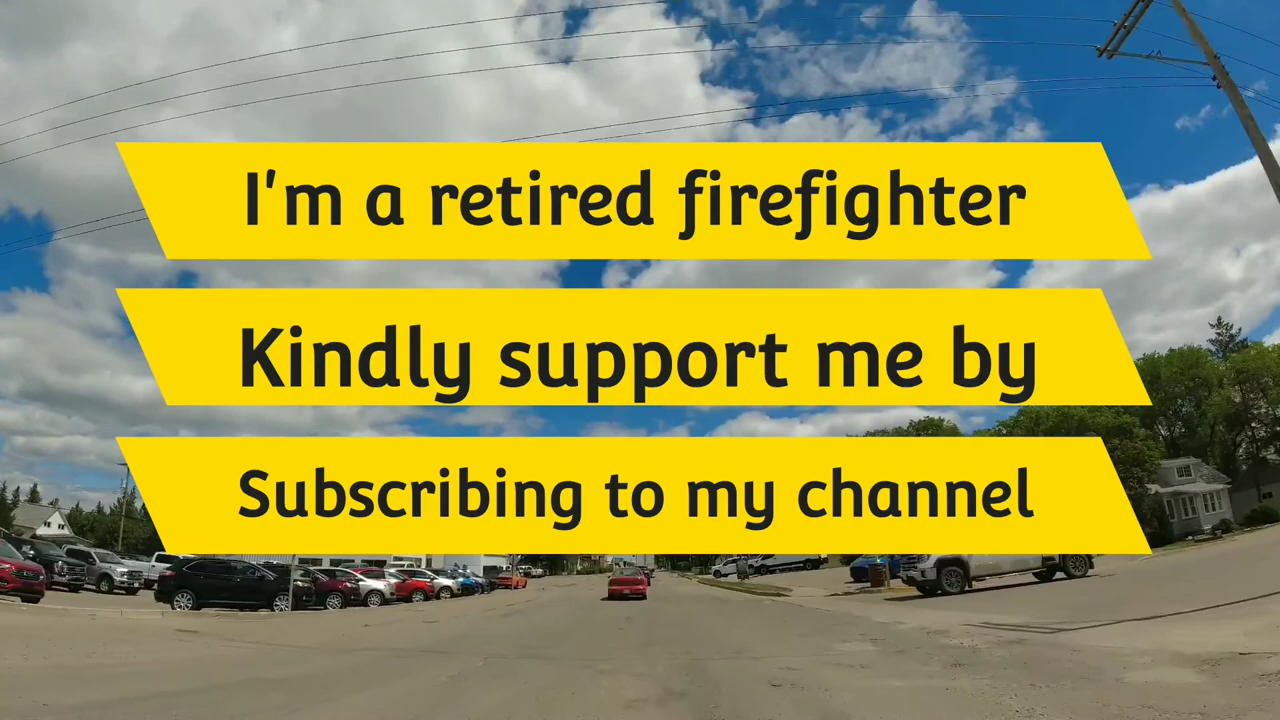 I'm a retired firefighter
Kindly support me by
Subscribing to my channel